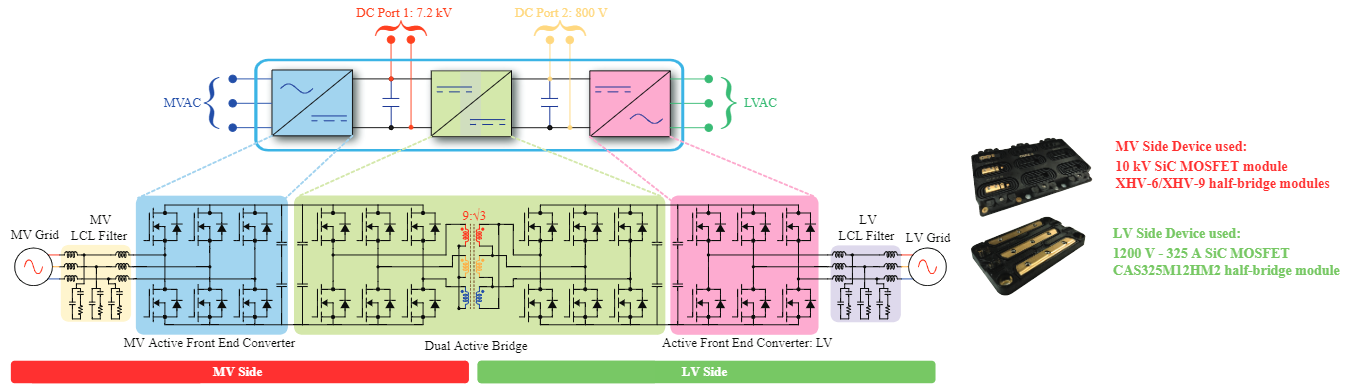 DC Port 1: 7.2 kV
DC Port 2: 800 V
MVAC
LVAC
MV Side Device used:
10 kV SiC MOSFET module
XHV-6/XHV-9 half-bridge modules
LV Side Device used:
1200 V - 325 A SiC MOSFET
CAS325M12HM2 half-bridge module
MV Grid
MV
LCL Filter
9:√3
LV
LCL Filter
LV Grid
MV Active Front End Converter
Dual Active Bridge
Active Front End Converter: LV
MV Side
LV Side